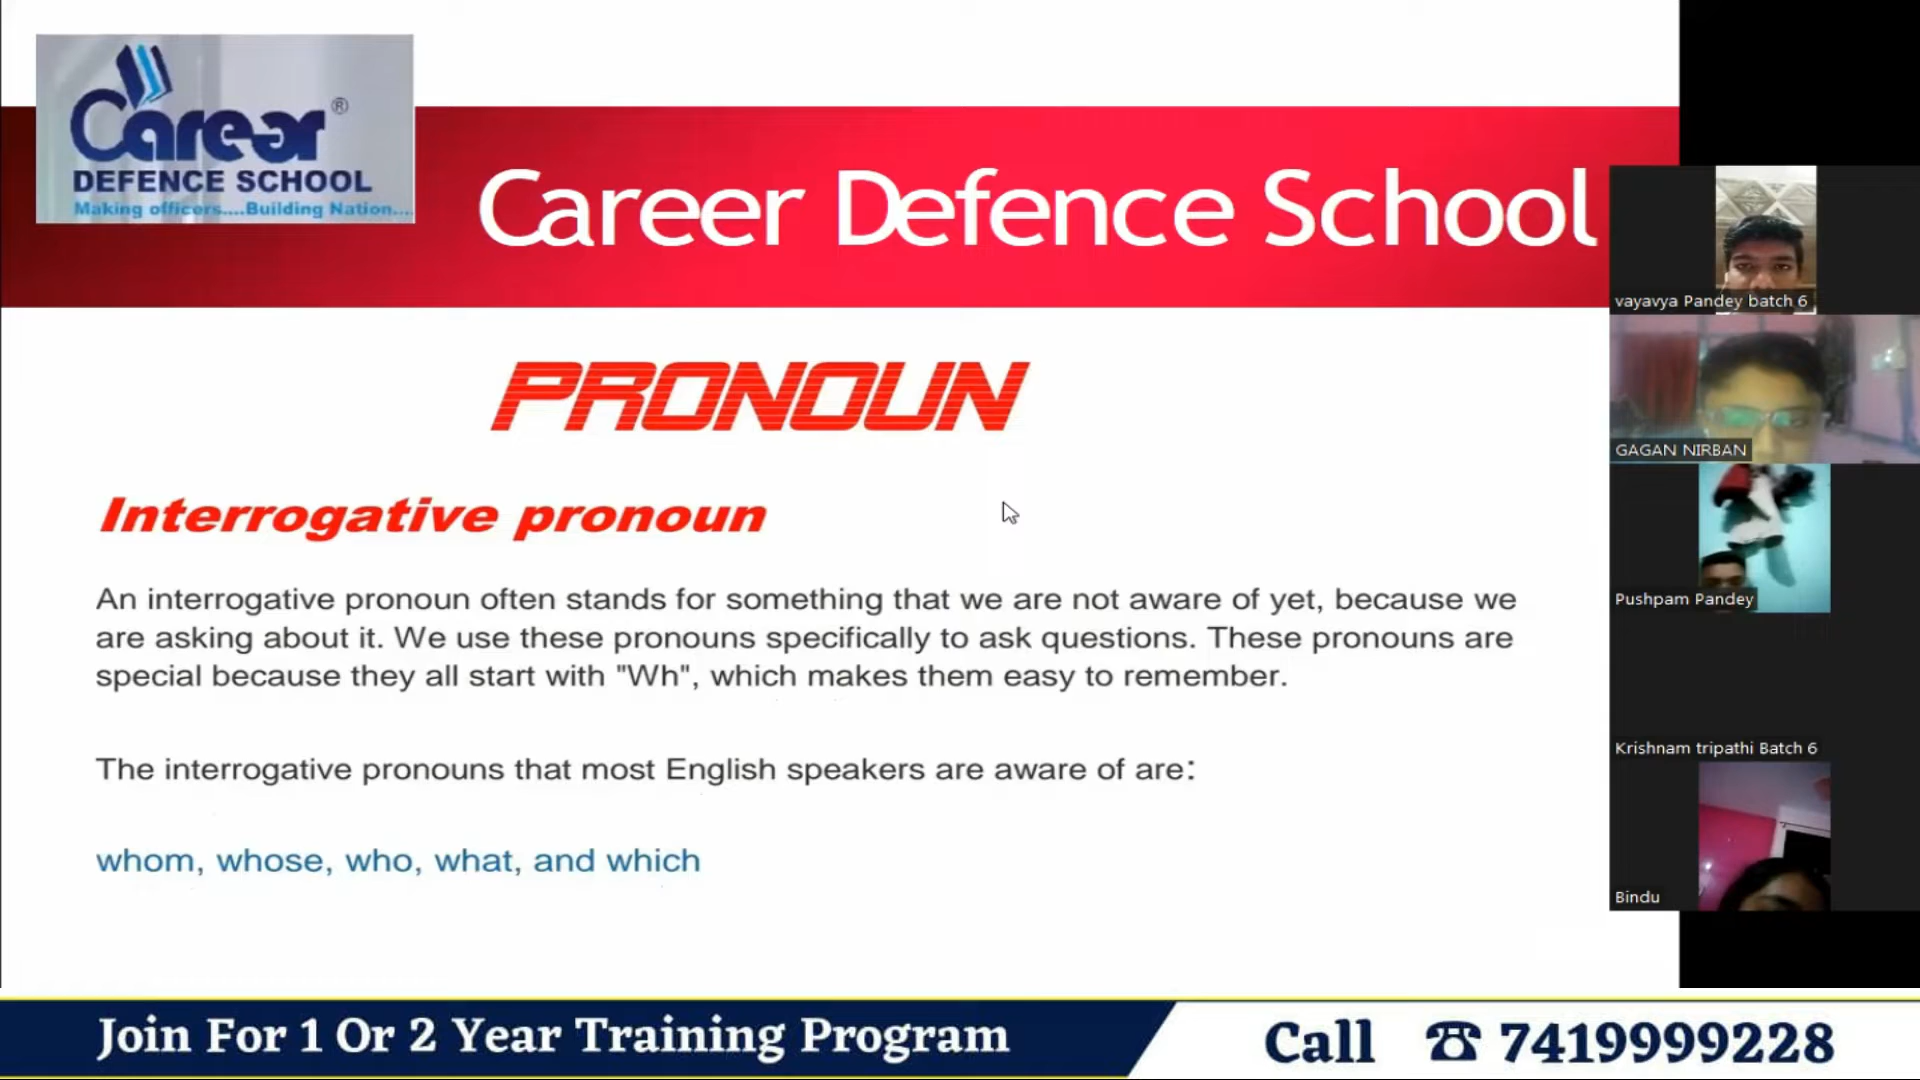 Career ®
DEFENCE SCHOOL
Making officers....Building Nation....
Career Defence School
PRONOUN
Interrogative pronoun
An interrogative pronoun often stands for something that we are not aware of yet, because we
are asking about it. We use these pronouns specifically to ask questions. These pronouns are
special because they all start with "Wh", which makes them easy to remember.
The interrogative pronouns that most English speakers are aware of are:
whom, whose, who, what, and which
vayavya Pandey batch 6
GAGAN NIRBAN
Pushpam Pandey
Krishnam tripathi Batch 6
Bindu
Join For 1 Or 2 Year Training Program
Call ☎ 7419999228